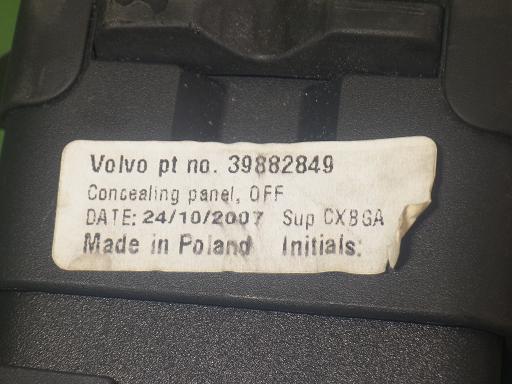 Volvo pt no. 39882849
Concealing panel, OFF
DATE: 24/10/2007 Sup CXBGA
Made in Poland Initials: